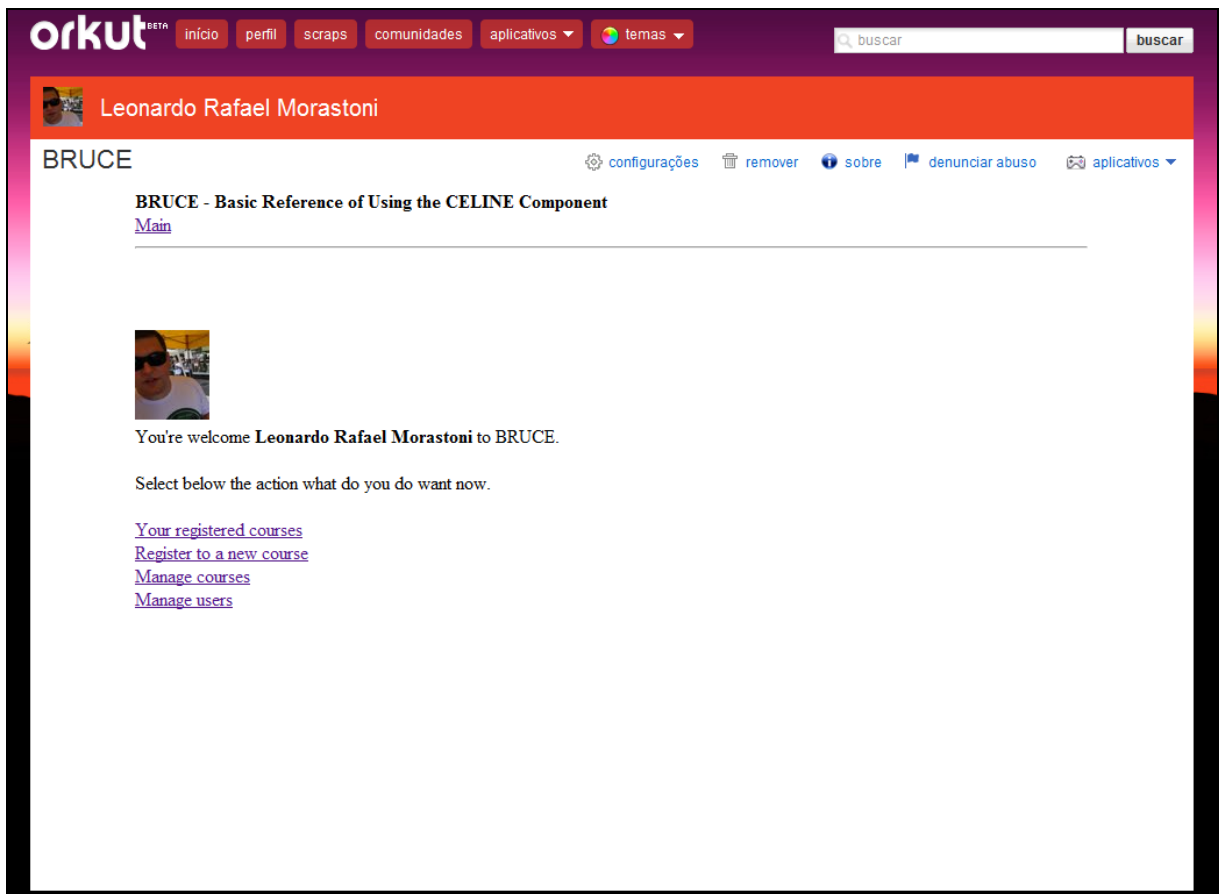 orkut BETA início perfil scraps comunidades aplicativos temas buscar buscar
Leonardo Rafael Morastoni
BRUCE configurações remover sobre denunciar abuso aplicativos
BRUCE - Basic Reference of Using the CELINE Component
Main
You're welcome Leonardo Rafael Morastoni to BRUCE.
Select below the action what do you do want now.
Your registered courses
Register to a new course
Manage courses
Manage users